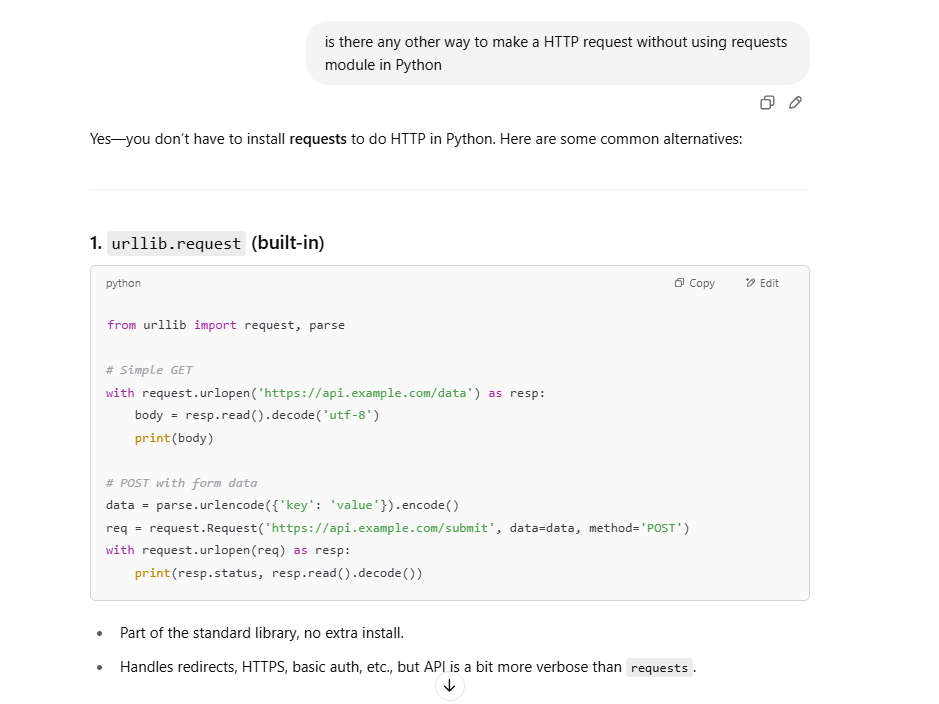 is there any other way to make a HTTP request without using requests
module in Python
Yes—you don't have to install requests to do HTTP in Python. Here are some common alternatives:
1. urllib.request (built-in)
python
Copy
Edit
from urllib import request, parse
# Simple GET
with request.urlopen('https://api.example.com/data') as resp:
    body = resp.read().decode('utf-8')
    print(body)
# POST with form data
data = parse.urlencode({'key': 'value'}).encode()
req = request.Request('https://api.example.com/submit', data=data, method='POST')
with request.urlopen(req) as resp:
    print(resp.status, resp.read().decode())
• Part of the standard library, no extra install.
• Handles redirects, HTTPS, basic auth, etc., but API is a bit more verbose than requests.